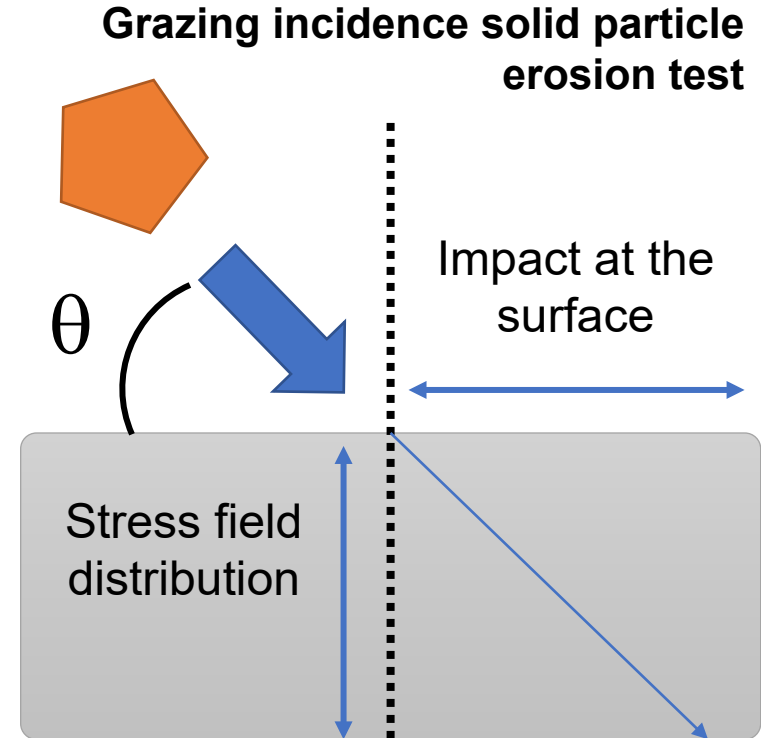 Grazing incidence solid particle
erosion test
Impact at the
surface
θ
Stress field
distribution